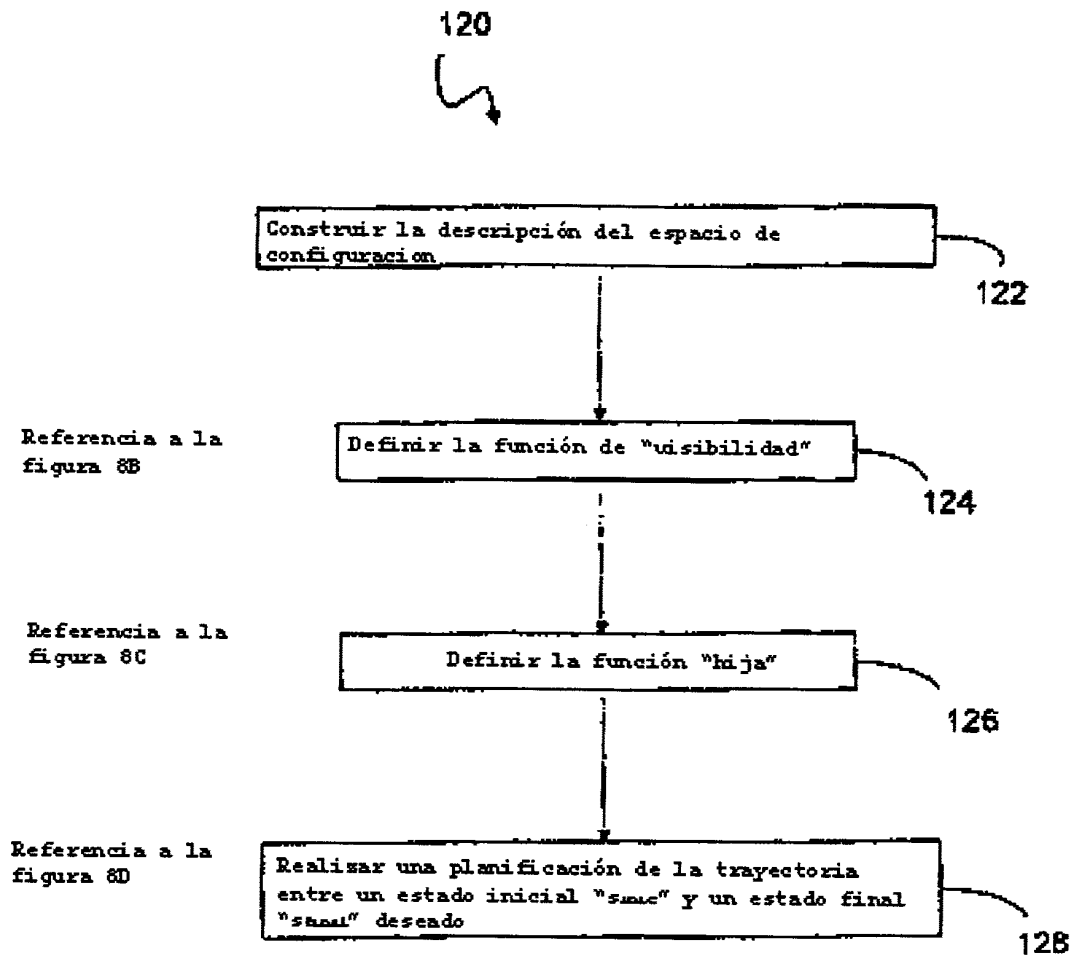 120
Construir la descripción del espacio de
configuracion
122
Referencia a la
figura 8B
Definir la función de "visibilidad"
124
Referencia a la
figura 8C
Definir la función "hija"
126
Referencia a la
figura 8D
Realizar una planificación de la trayectoria
entre un estado inicial y un estado final
deseado
128